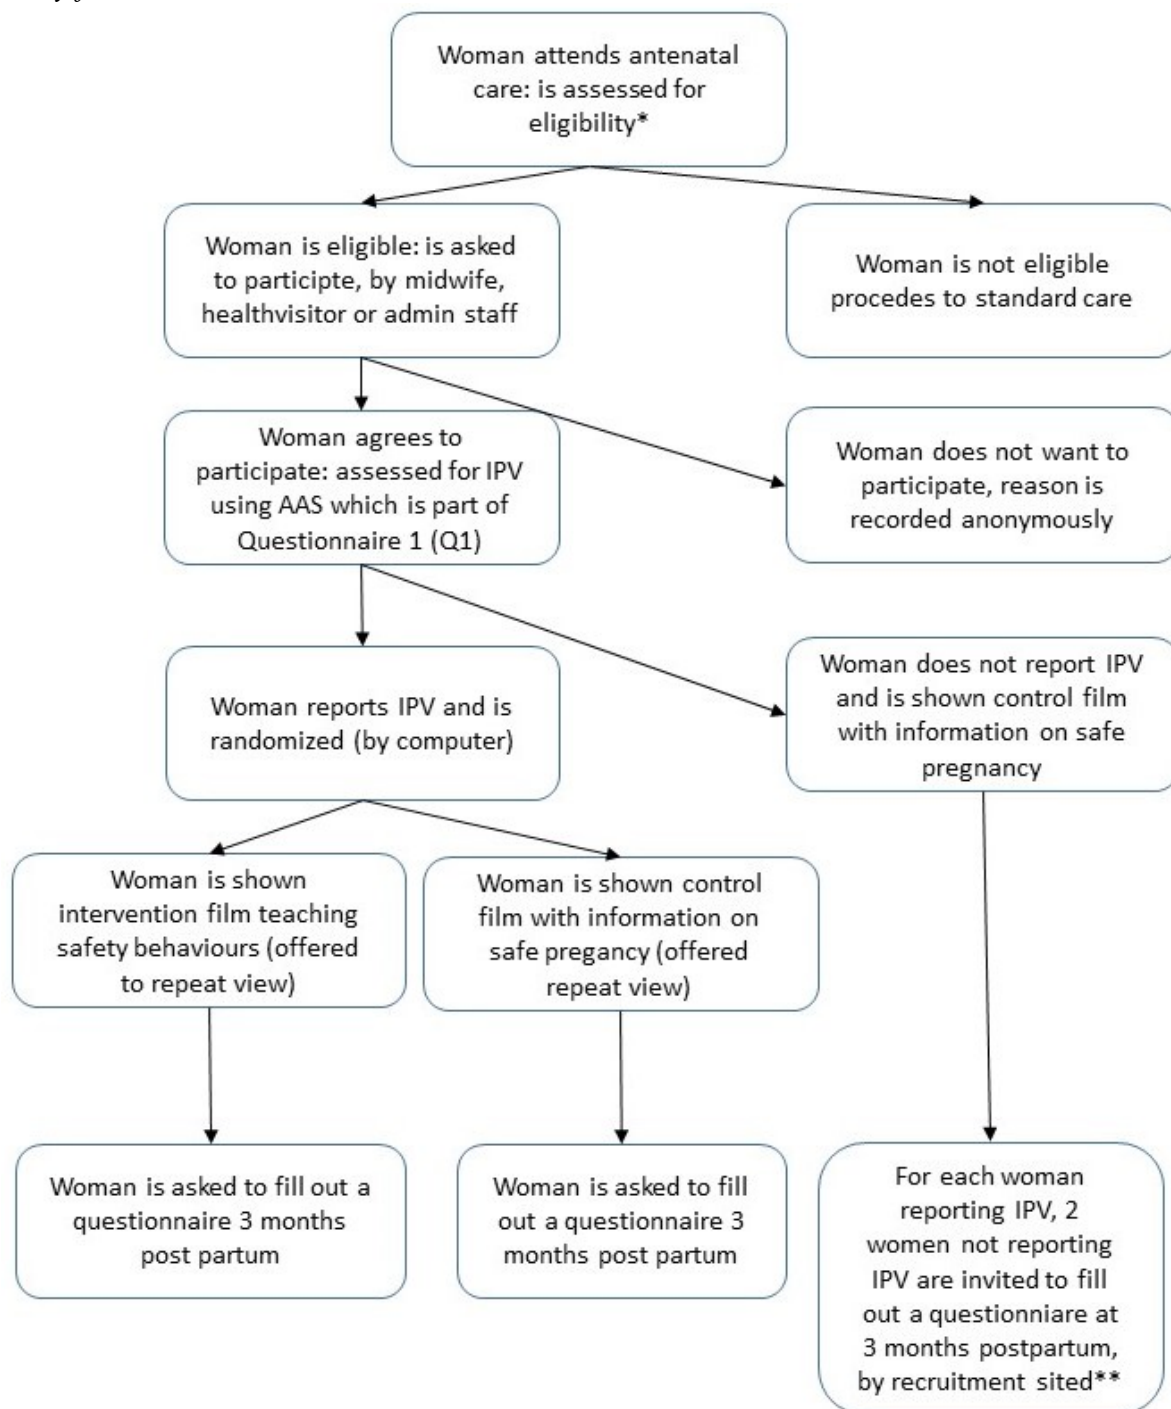 Woman attends antenatal
care: is assessed for
eligibility*
Woman is eligible: is asked
to participte, by midwife,
healthvisitor or admin staff
Woman is not eligible
procedes to standard care
Woman agrees to
participate: assessed for IPV
using AAS which is part of
Questionnaire 1 (Q1)
Woman does not want to
participate, reason is
recorded anonymously
Woman reports IPV and is
randomized (by computer)
Woman does not report IPV
and is shown control film
with information on safe
pregnancy
Woman is shown
intervention film teaching
safety behaviours (offered
to repeat view)
Woman is shown control
film with information on
safe pregancy (offered
repeat view)
Woman is asked to fill out a
questionnaire 3 months
post partum
Woman is asked to fill
out a questionnaire 3
months post partum
For each woman
reporting IPV, 2
women not reporting
IPV are invited to fill
out a questionniare at
3 months postpartum,
by recruitment sited**